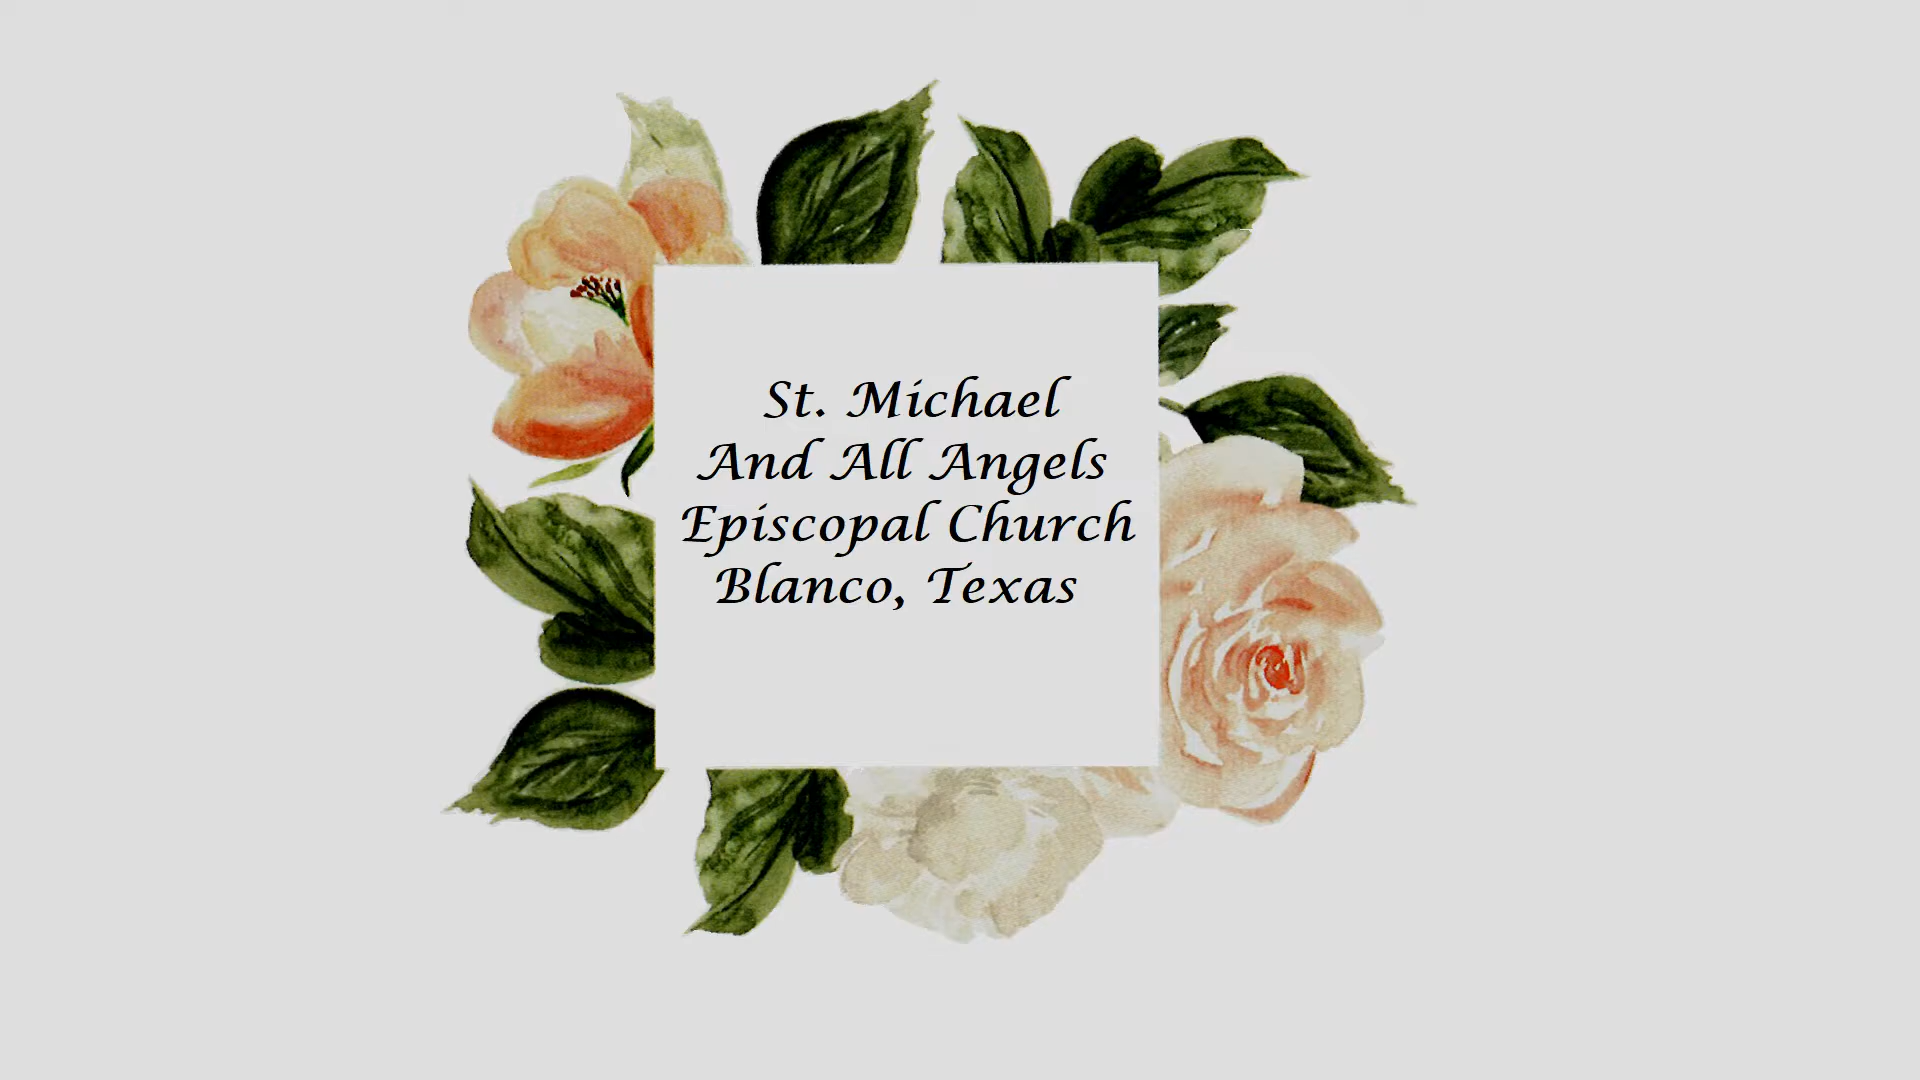 St. Michael
And All Angels
Episcopal Church
Blanco, Texas